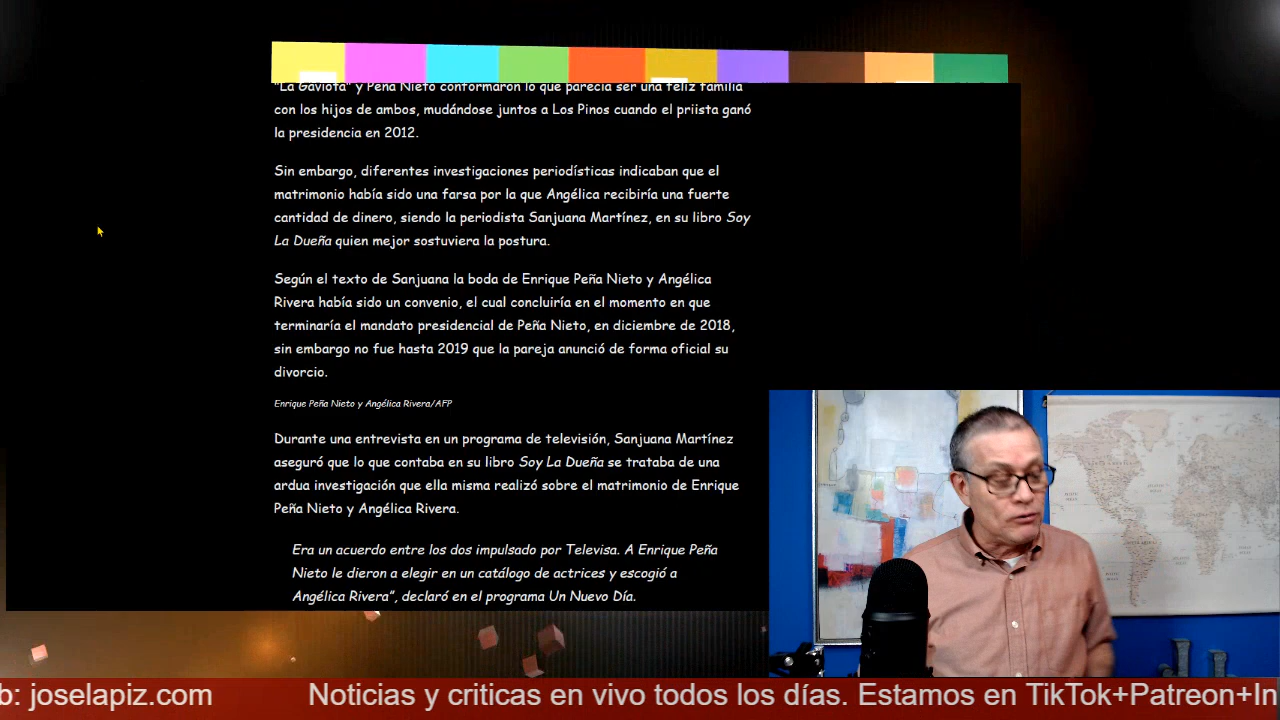 "La Gaviota" y Peña Nieto conformaron lo que parecía ser una feliz familia
con los hijos de ambos, mudándose juntos a Los Pinos cuando el priista ganó
la presidencia en 2012.
Sin embargo, diferentes investigaciones periodísticas indicaban que el
matrimonio había sido una farsa por la que Angélica recibiría una fuerte
cantidad de dinero, siendo la periodista Sanjuana Martínez, en su libro Soy
La Dueña quien mejor sostuviera la postura.
Según el texto de Sanjuana la boda de Enrique Peña Nieto y Angélica
Rivera había sido un convenio, el cual concluiría en el momento en que
terminaría el mandato presidencial de Peña Nieto, en diciembre de 2018,
sin embargo no fue hasta 2019 que la pareja anunció de forma oficial su
divorcio.
Enrique Peña Nieto y Angélica Rivera/AFP
Durante una entrevista en un programa de televisión, Sanjuana Martínez
aseguró que lo que contaba en su libro Soy La Dueña se trataba de una
ardua investigación que ella misma realizó sobre el matrimonio de Enrique
Peña Nieto y Angélica Rivera.
Era un acuerdo entre los dos impulsado por Televisa. A Enrique Peña
Nieto le dieron a elegir en un catálogo de actrices y escogió a
Angélica Rivera", declaró en el programa Un Nuevo Día.
b: joselapiz.com Noticias y criticas en vivo todos los días. Estamos en TikTok+Patreon+In